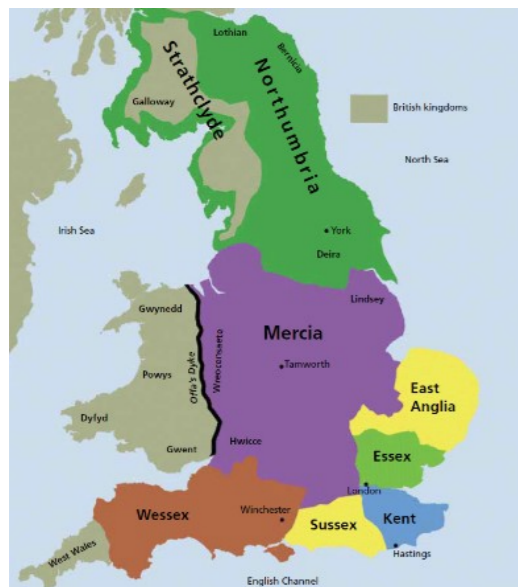 Lothian
Bernicia
Strathclyde
Northumbria
Galloway
British kingdoms
North Sea
Irish Sea
York
Deira
Lindsey
Gwynedd
Mercia
Offa's Dyke
Wreocensaete
Powys
Tamworth
East
Anglia
Dyfyd
Hwicce
Gwent
Essex
London
Wessex
Winchester
Sussex
Kent
West Wales
Hastings
English Channel